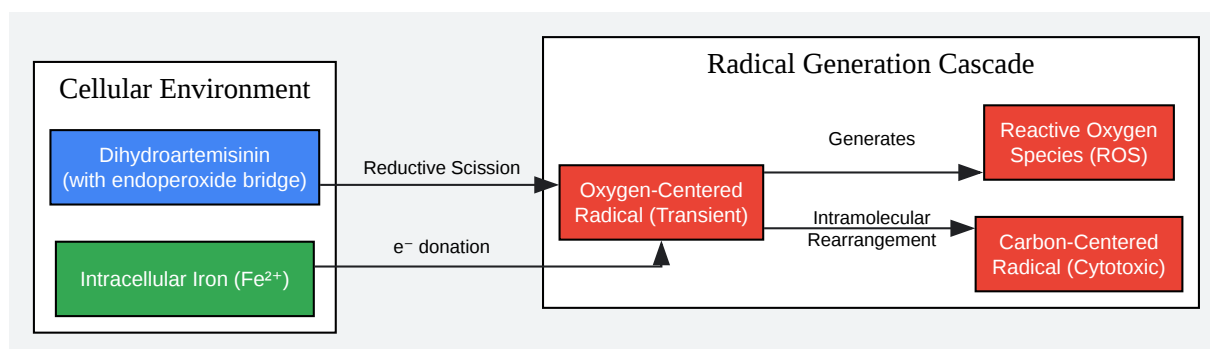 Cellular Environment
Dihydroartemisinin
(with endoperoxide bridge)
Intracellular Iron (Fe²⁺)
Reductive Scission
e⁻ donation
Radical Generation Cascade
Oxygen-Centered
Radical (Transient)
Generates
Intramolecular
Rearrangement
Reactive Oxygen
Species (ROS)
Carbon-Centered
Radical (Cytotoxic)